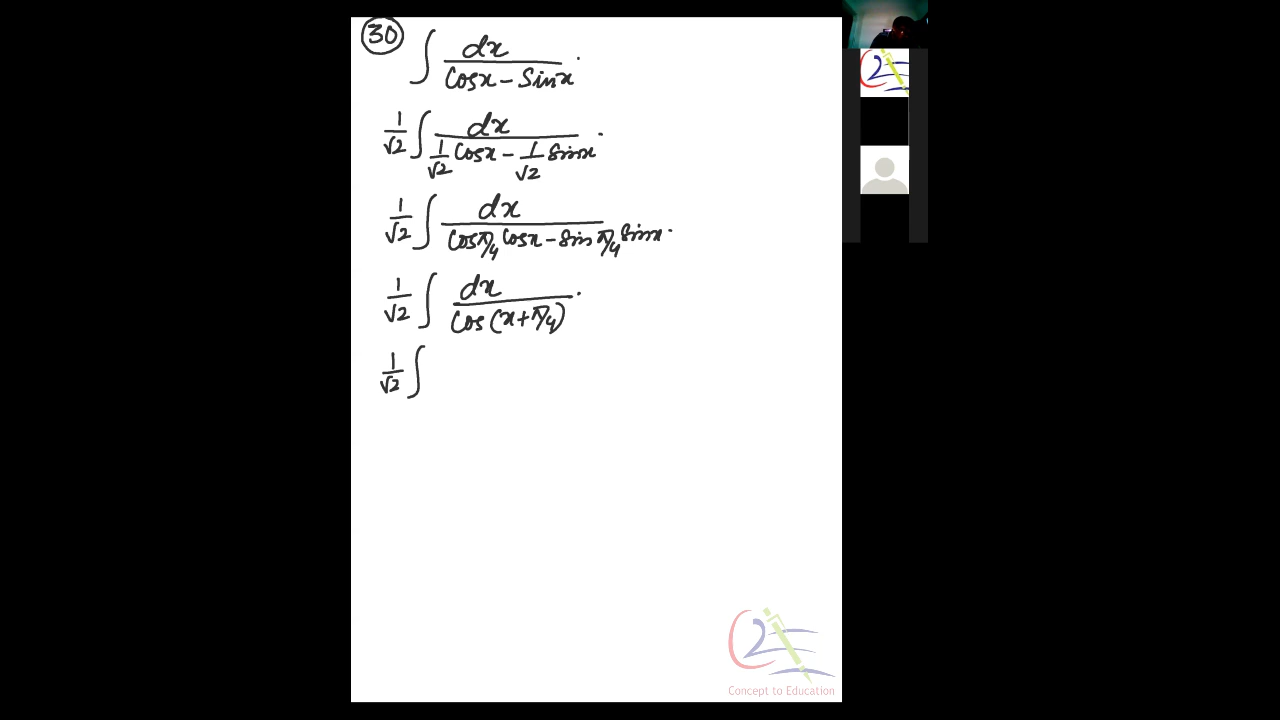 30
∫ dx / (Cosx - Sinx) .
1/√2 ∫ dx / (1/√2 Cosx - 1/√2 Sinx) .
1/√2 ∫ dx / (Cos π/4 Cosx - Sin π/4 Sinx) .
1/√2 ∫ dx / Cos(x + π/4) .
1/√2 ∫
C2E
Concept to Education